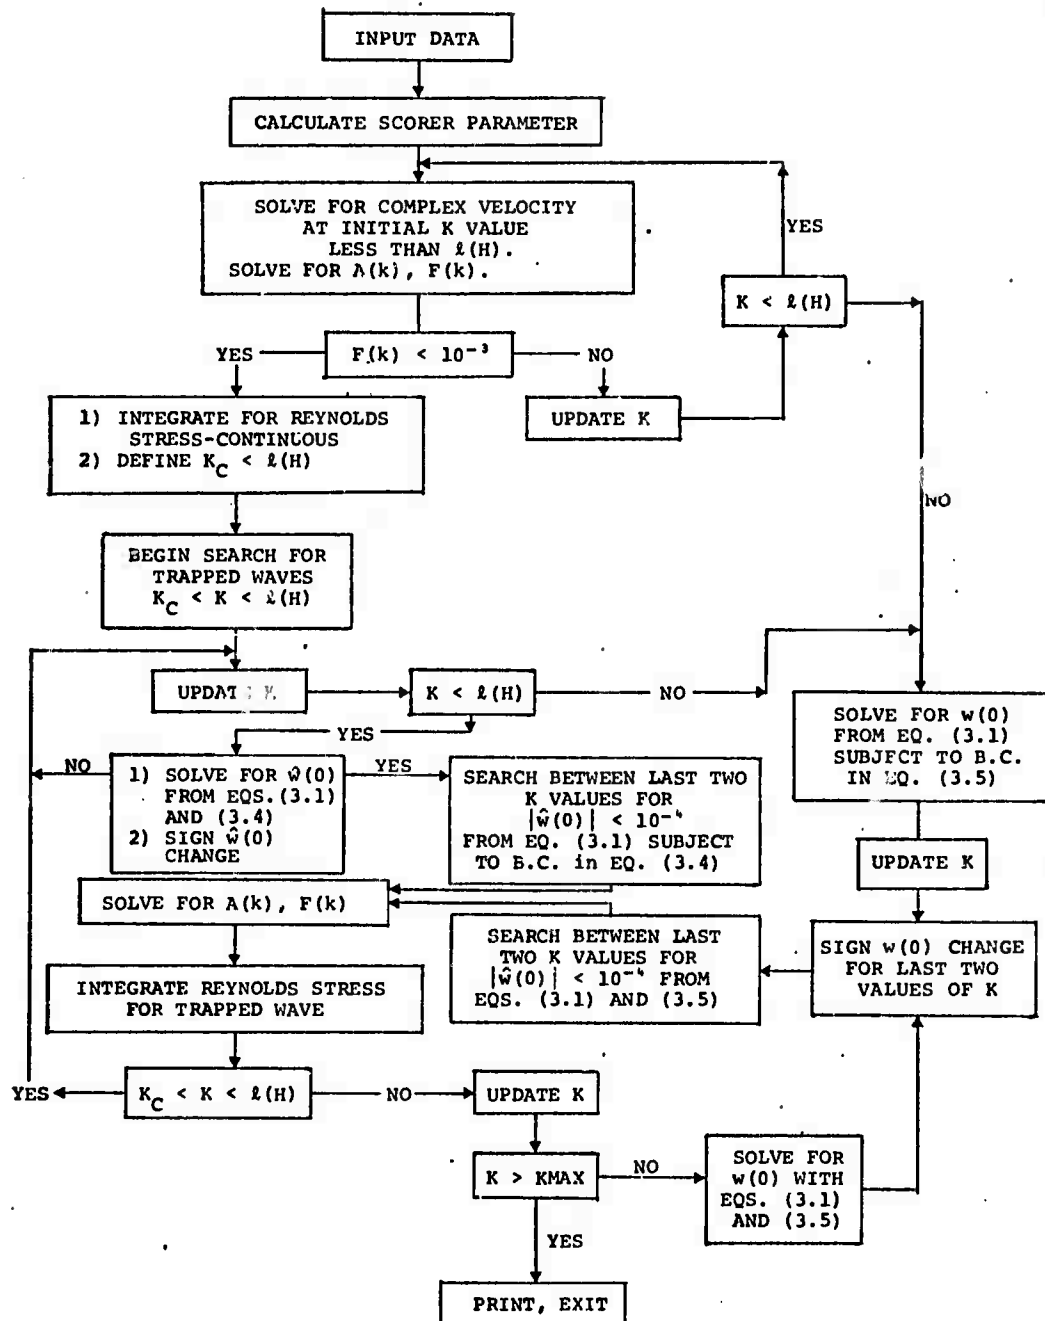 INPUT DATA
CALCULATE SCORER PARAMETER
SOLVE FOR COMPLEX VELOCITY
AT INITIAL K VALUE
LESS THAN ℓ(H).
SOLVE FOR A(k), F(k).
YES
K < ℓ(H)
YES
F(k) < 10⁻³
NO
UPDATE K
1) INTEGRATE FOR REYNOLDS
STRESS-CONTINUOUS
2) DEFINE K_C < ℓ(H)
NO
BEGIN SEARCH FOR
TRAPPED WAVES
K_C < K < ℓ(H)
UPDATE K
K < ℓ(H)
NO
SOLVE FOR w(0)
FROM EQ. (3.1)
SUBJECT TO B.C.
IN EQ. (3.5)
YES
NO
1) SOLVE FOR ŵ(0)
FROM EQS.(3.1)
AND (3.4)
2) SIGN ŵ(0)
CHANGE
YES
SEARCH BETWEEN LAST TWO
K VALUES FOR
|ŵ(0)| < 10⁻⁴
FROM EQ. (3.1) SUBJECT
TO B.C. in EQ. (3.4)
UPDATE K
SOLVE FOR A(k), F(k)
SEARCH BETWEEN LAST
TWO K VALUES FOR
|ŵ(0)| < 10⁻⁴ FROM
EQS. (3.1) AND (3.5)
SIGN w(0) CHANGE
FOR LAST TWO
VALUES OF K
INTEGRATE REYNOLDS STRESS
FOR TRAPPED WAVE
YES
K_C < K < ℓ(H)
NO
UPDATE K
K > KMAX
NO
SOLVE FOR
w(0) WITH
EQS. (3.1)
AND (3.5)
YES
PRINT, EXIT